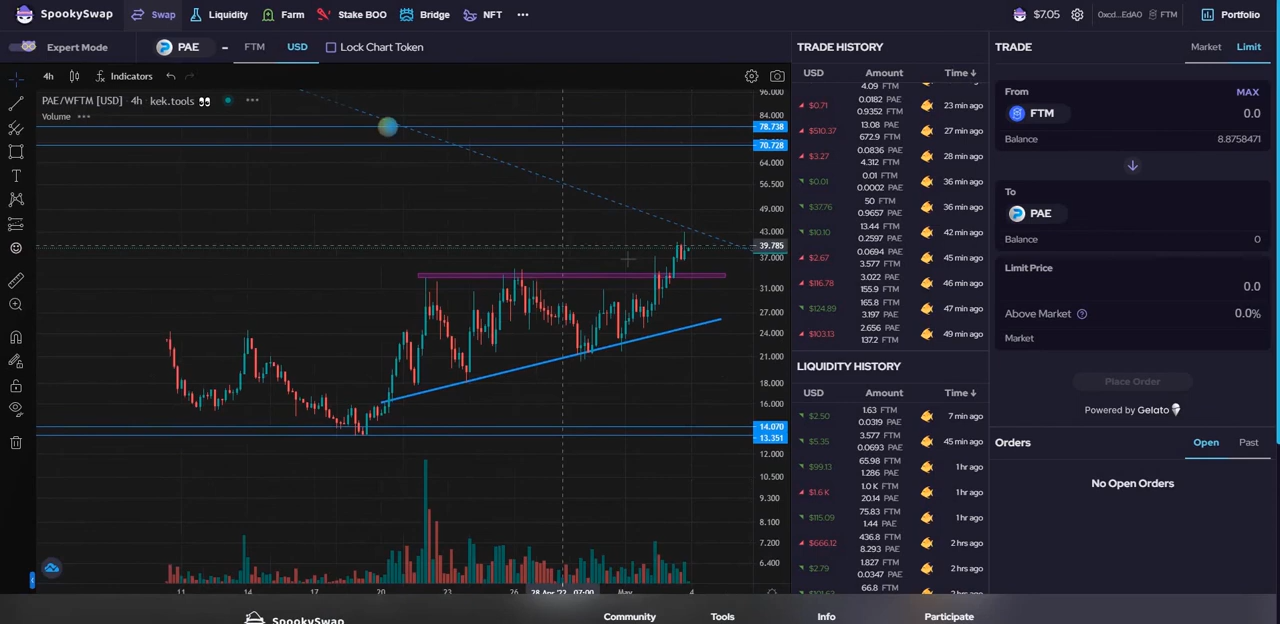 SpookySwap
Swap
Liquidity
Farm
Stake BOO
Bridge
NFT
$7.05
0xcd...EdA0
FTM
Portfolio
Expert Mode
PAE
FTM
USD
Lock Chart Token
4h
Indicators
PAE/WFTM [USD]
4h
kek.tools
Volume
96.000
84.000
78.738
70.728
64.000
56.500
49.000
43.000
39.785
37.000
31.000
27.000
24.000
21.000
18.000
16.000
14.070
13.351
12.000
10.500
9.300
8.100
7.200
6.400
11
14
17
20
23
26
28 Apr '22 07:00
May
4
TRADE HISTORY
USD Amount Time
4.09 FTM
$0.71 0.0182 PAE 23 min ago
0.9352 FTM
$510.37 13.08 PAE 27 min ago
672.9 FTM
$3.27 0.0836 PAE 28 min ago
4.312 FTM
$0.01 0.01 FTM 36 min ago
0.0002 PAE
$37.76 50 FTM 36 min ago
0.9657 PAE
$10.10 13.44 FTM 42 min ago
0.2597 PAE
$2.67 0.0694 PAE 45 min ago
3.577 FTM
$116.78 3.022 PAE 46 min ago
155.9 FTM
$124.89 165.8 FTM 47 min ago
3.197 PAE
$103.13 2.656 PAE 49 min ago
137.2 FTM
LIQUIDITY HISTORY
USD Amount Time
$2.50 1.63 FTM 7 min ago
0.0319 PAE
$5.35 3.577 FTM 45 min ago
0.0693 PAE
$99.13 65.98 FTM 1 hr ago
1.286 PAE
$1.6 K 1.0 K FTM 1 hr ago
20.14 PAE
$115.09 75.83 FTM 1 hr ago
1.44 PAE
$666.12 436.8 FTM 2 hrs ago
8.293 PAE
$2.79 1.827 FTM 2 hrs ago
0.0347 PAE
66.8 FTM 2 hrs ago
TRADE
Market
Limit
From
MAX
FTM
0.0
Balance
8.8758471
To
PAE
Balance
0
Limit Price
0.0
Above Market
0.0%
Market
Place Order
Powered by Gelato
Orders
Open
Past
No Open Orders
SpookySwap
Community
Tools
Info
Participate